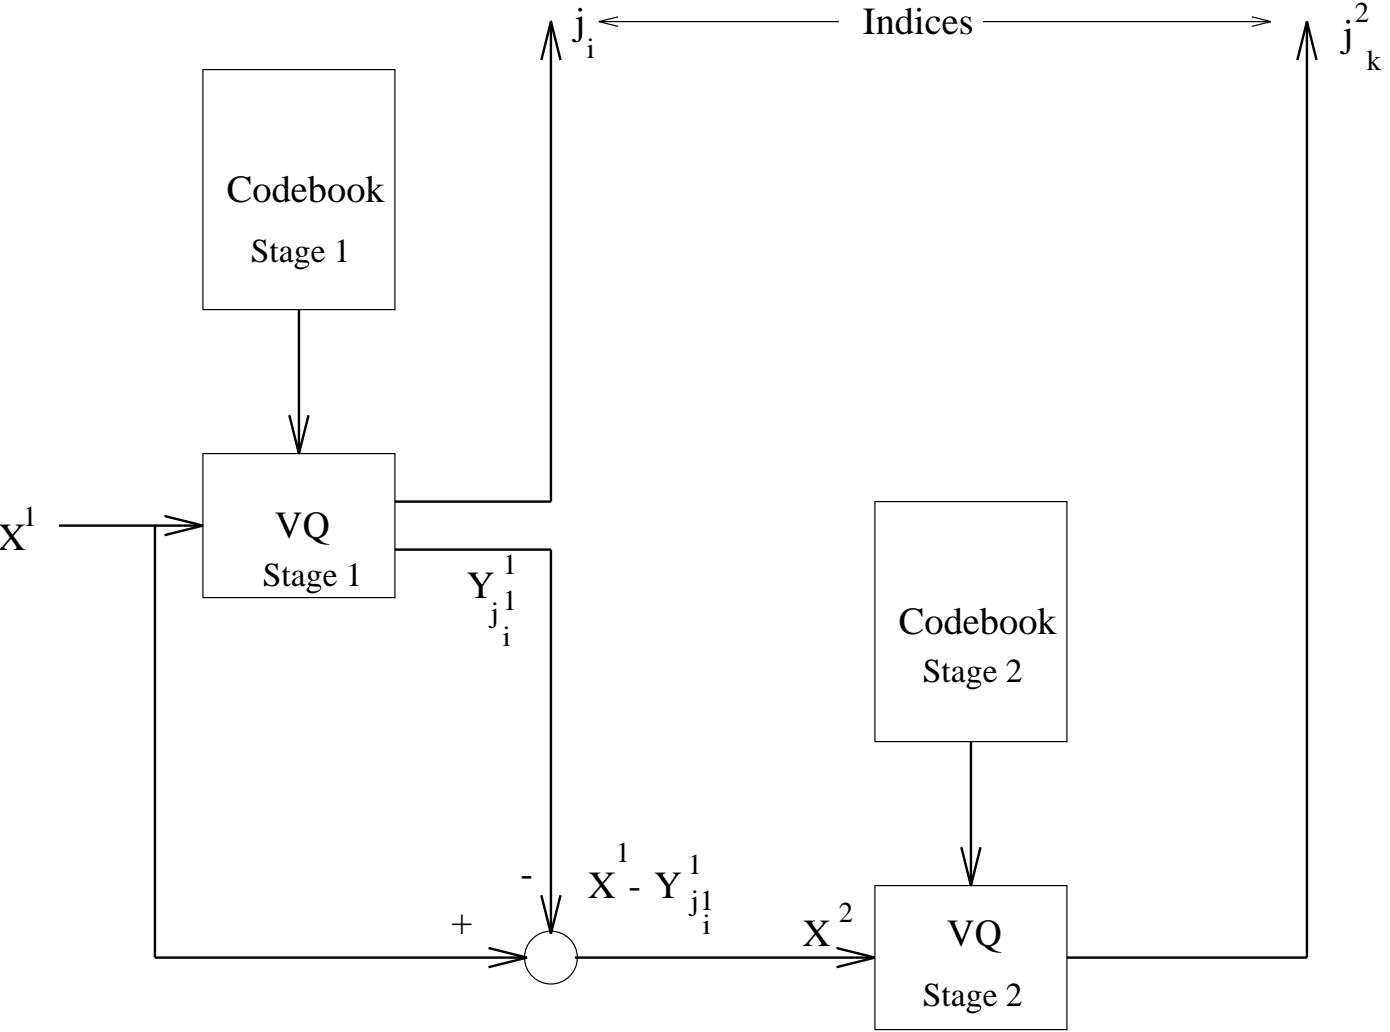 j_i Indices j^2_k
Codebook
Stage 1
X^1
VQ
Stage 1
Y^1_{j^1_i}
Codebook
Stage 2
-
X^1 - Y^1_{j^1_i}
+
X^2
VQ
Stage 2